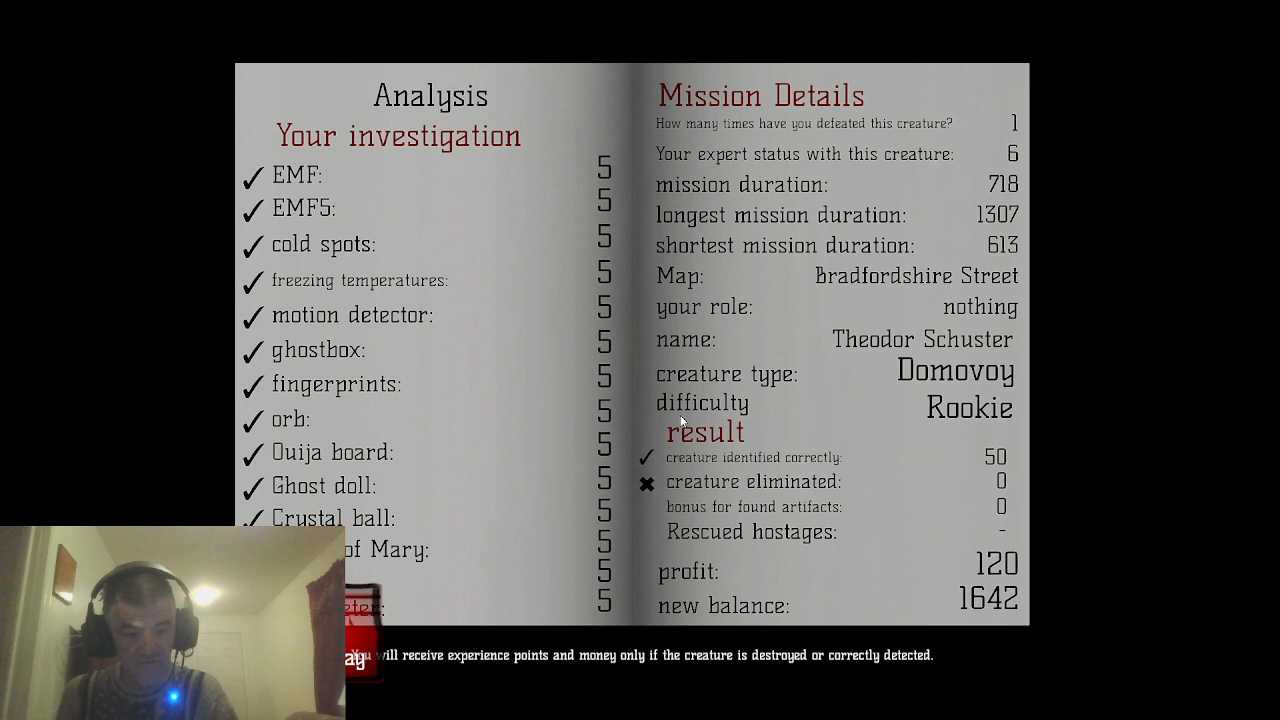 Analysis
Your investigation
EMF: 5
EMF5: 5
cold spots: 5
freezing temperatures: 5
motion detector: 5
ghostbox: 5
fingerprints: 5
orb: 5
Ouija board: 5
Ghost doll: 5
Crystal ball: 5
of Mary: 5
5
5
Mission Details
How many times have you defeated this creature? 1
Your expert status with this creature: 6
mission duration: 718
longest mission duration: 1307
shortest mission duration: 613
Map: Bradfordshire Street
your role: nothing
name: Theodor Schuster
creature type: Domovoy
difficulty Rookie
result
creature identified correctly: 50
creature eliminated: 0
bonus for found artifacts: 0
Rescued hostages: -
profit: 120
new balance: 1642
You will receive experience points and money only if the creature is destroyed or correctly detected.